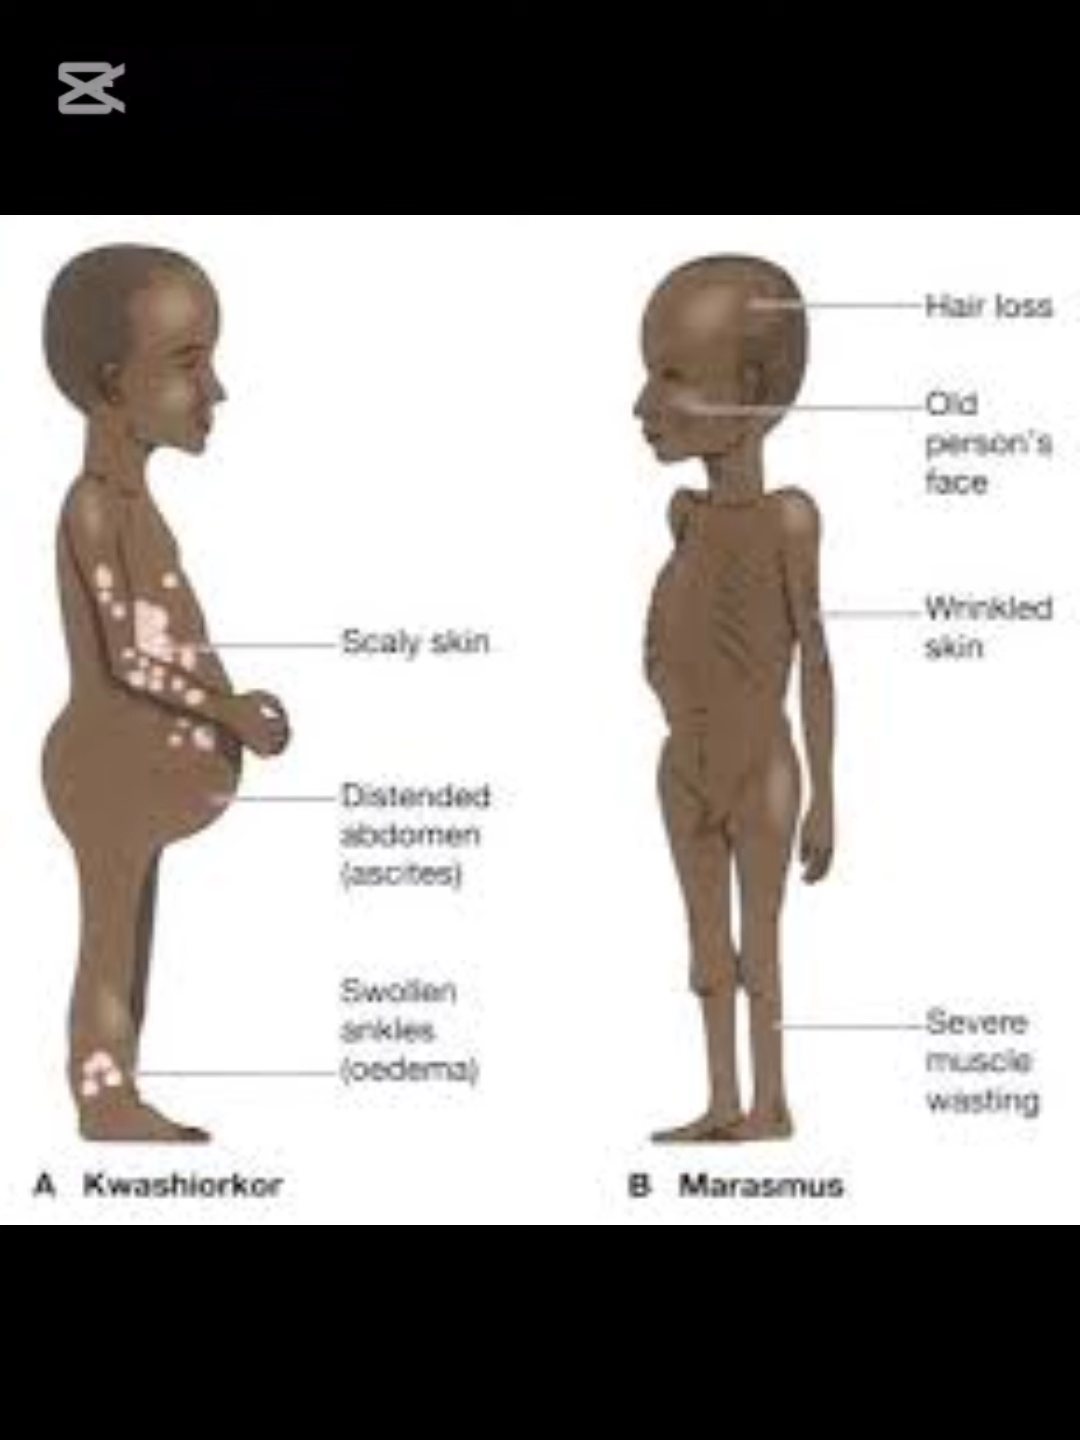 Hair loss
Old
person's
face
Scaly skin
Wrinkled
skin
Distended
abdomen
(ascites)
Swollen
ankles
(oedema)
Severe
muscle
wasting
A Kwashiorkor
B Marasmus